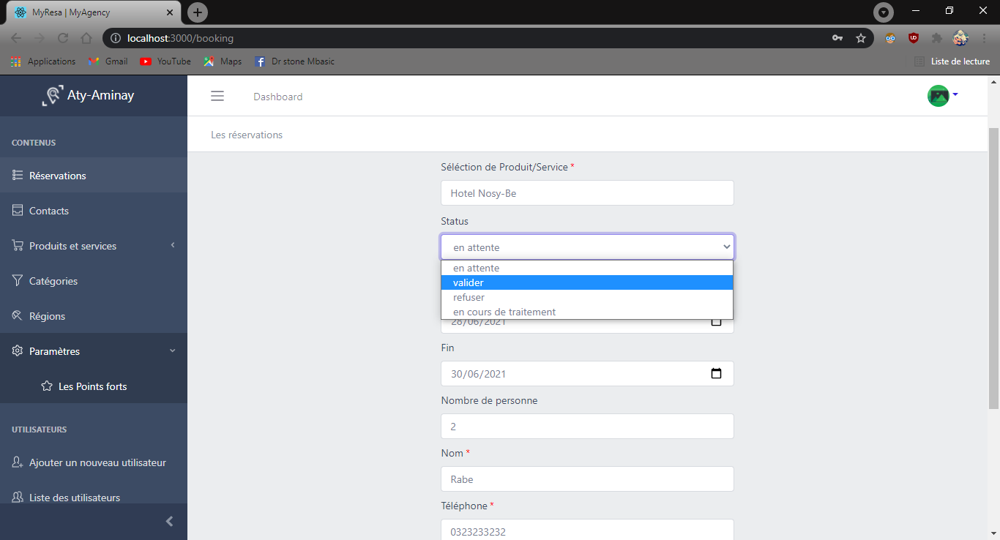 MyResa | MyAgency
localhost:3000/booking
Applications
Gmail
YouTube
Maps
Dr stone Mbasic
Liste de lecture
Aty-Aminay
CONTENUS
Réservations
Contacts
Produits et services
Catégories
Régions
Paramètres
Les Points forts
UTILISATEURS
Ajouter un nouveau utilisateur
Liste des utilisateurs
Dashboard
Les réservations
Séléction de Produit/Service *
Hotel Nosy-Be
Status
en attente
en attente
valider
refuser
en cours de traitement
28/06/2021
Fin
30/06/2021
Nombre de personne
2
Nom *
Rabe
Téléphone *
0323233232